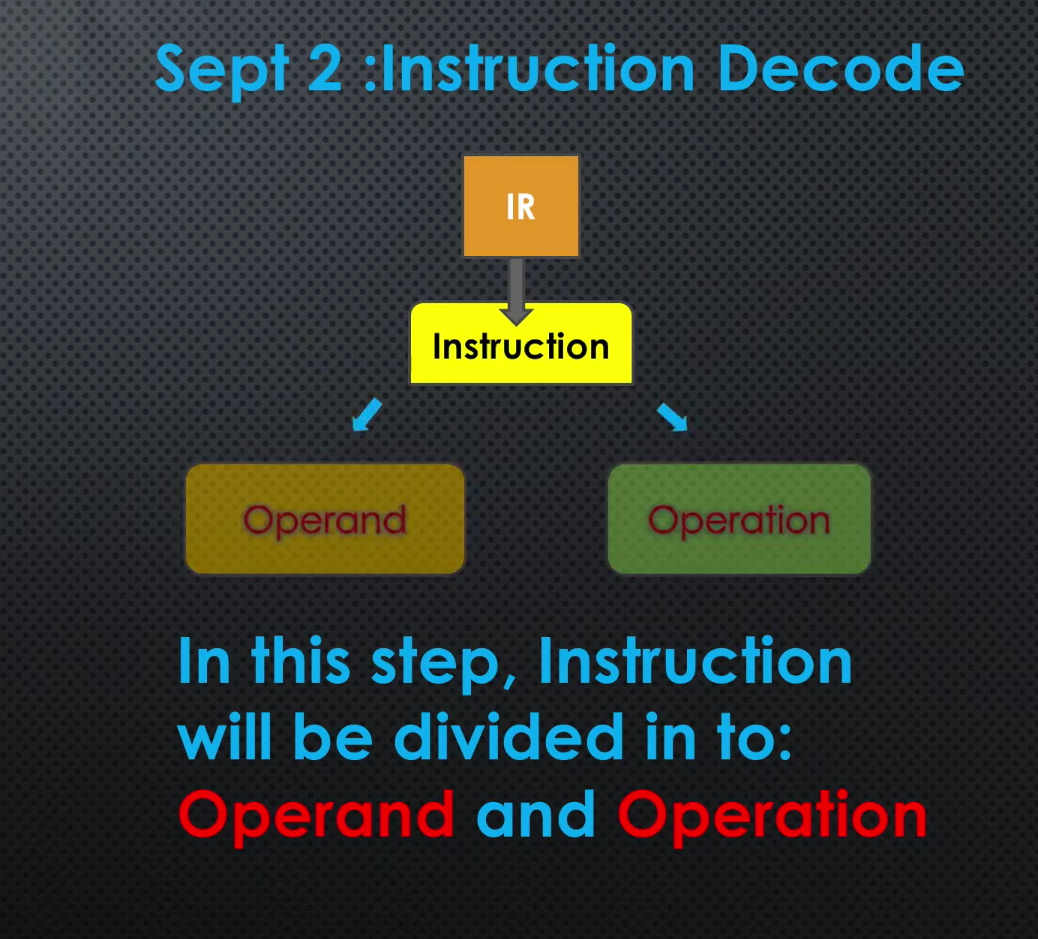 Sept 2 :Instruction Decode
IR
Instruction
Operand
Operation
In this step, Instruction
will be divided in to:
Operand and Operation